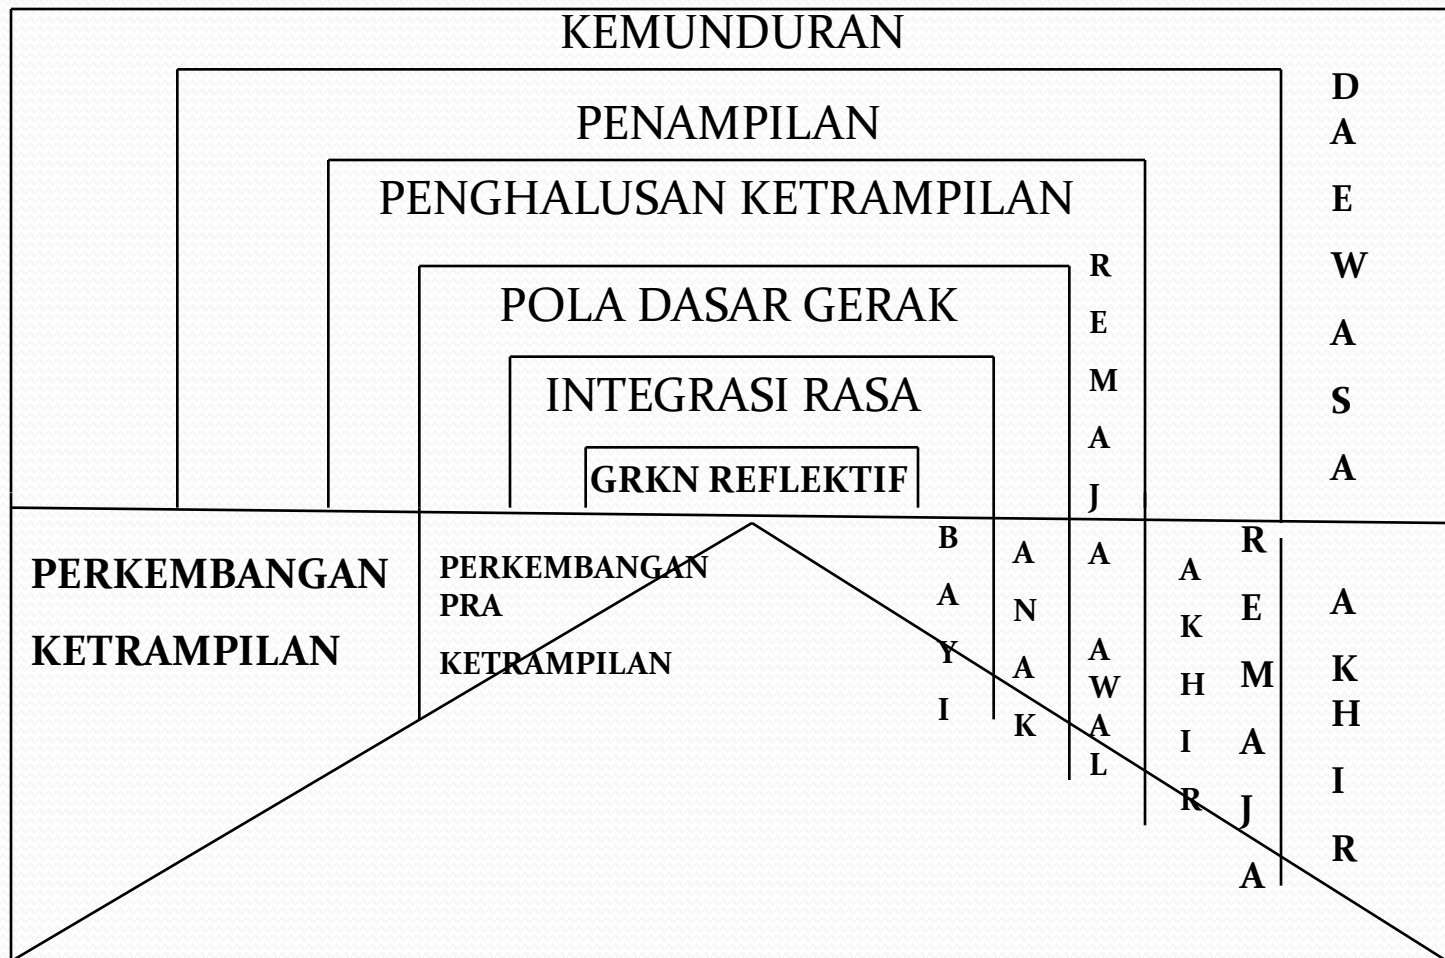 KEMUNDURAN
PENAMPILAN
PENGHALUSAN KETRAMPILAN
POLA DASAR GERAK
INTEGRASI RASA
GRKN REFLEKTIF
PERKEMBANGAN
KETRAMPILAN
PERKEMBANGAN
PRA
KETRAMPILAN
BAYI
ANAK
REMAJA AWAL
AKHIR
REMAJA
DAEWASA AKHIR